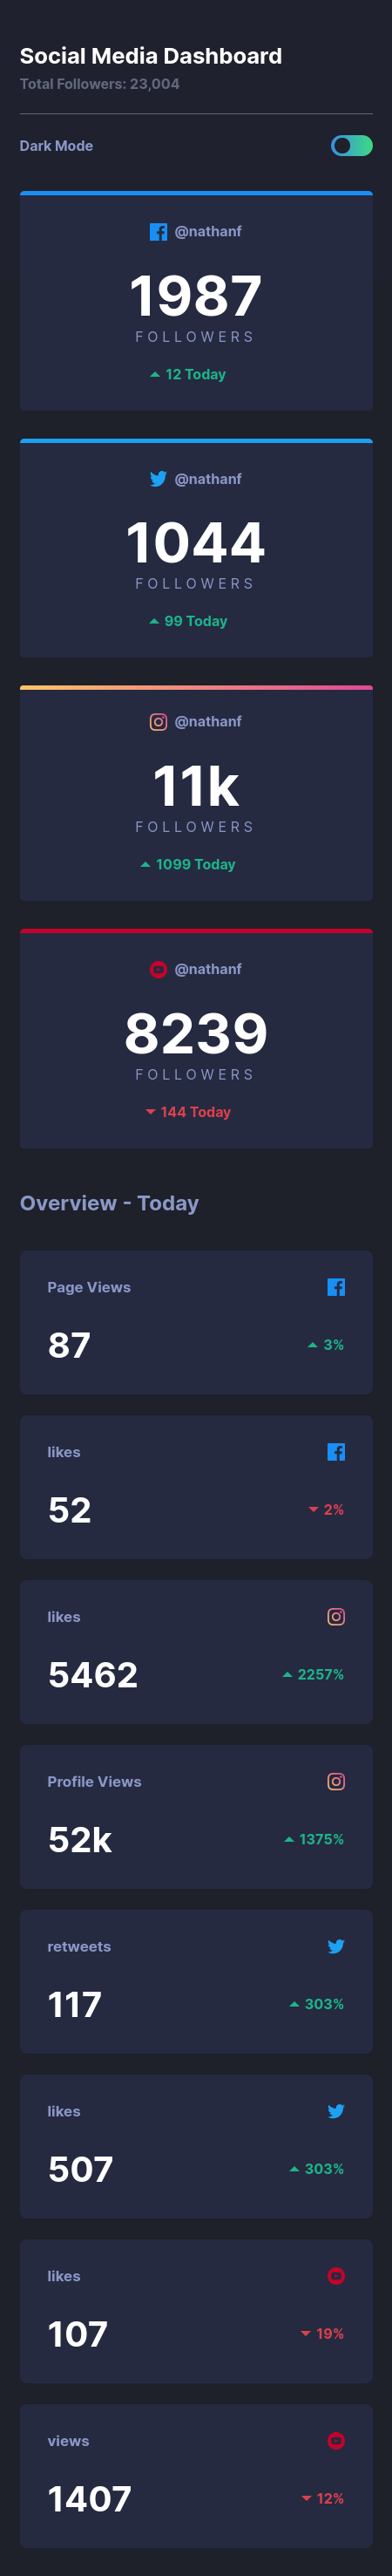 Social Media Dashboard
Total Followers: 23,004
Dark Mode
@nathanf
1987
FOLLOWERS
12 Today
@nathanf
1044
FOLLOWERS
99 Today
@nathanf
11k
FOLLOWERS
1099 Today
@nathanf
8239
FOLLOWERS
144 Today
Overview - Today
Page Views
87
3%
likes
52
2%
likes
5462
2257%
Profile Views
52k
1375%
retweets
117
303%
likes
507
303%
likes
107
19%
views
1407
12%